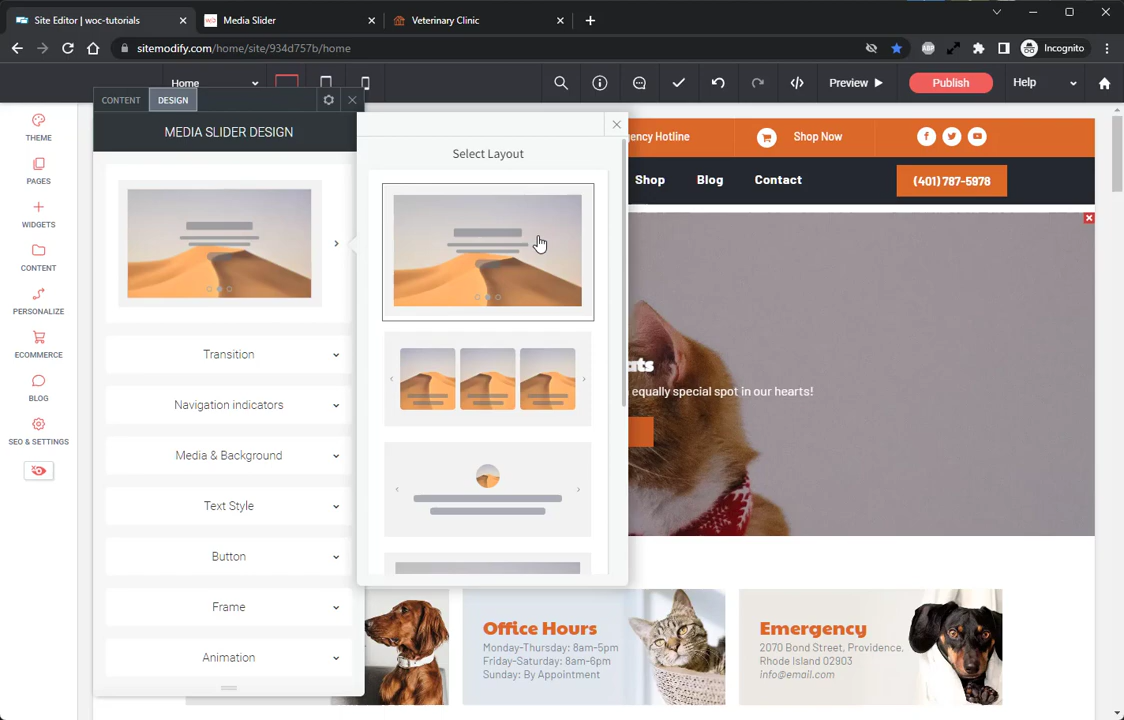 Site Editor | woc-tutorials
Media Slider
Veterinary Clinic
sitemodify.com/home/site/934d757b/home
ABP
Incognito
Home
Preview
Publish
Help
THEME
PAGES
WIDGETS
CONTENT
PERSONALIZE
ECOMMERCE
BLOG
SEO & SETTINGS
CONTENT
DESIGN
MEDIA SLIDER DESIGN
Transition
Navigation indicators
Media & Background
Text Style
Button
Frame
Animation
Select Layout
ency Hotline
Shop Now
Shop
Blog
Contact
(401) 787-5978
ats
equally special spot in our hearts!
Office Hours
Monday-Thursday: 8am-5pm
Friday-Saturday: 8am-6pm
Sunday: By Appointment
Emergency
2070 Bond Street, Providence,
Rhode Island 02903
info@email.com